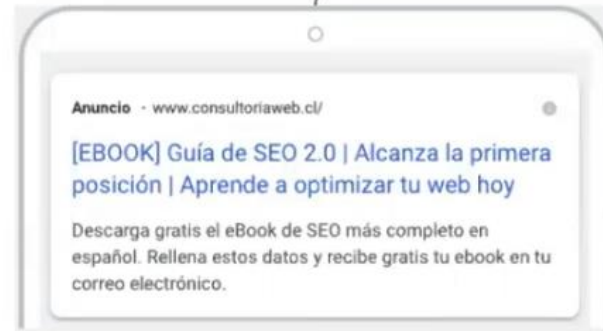 Anuncio · www.consultoriaweb.cl/
[EBOOK] Guía de SEO 2.0 | Alcanza la primera
posición | Aprende a optimizar tu web hoy
Descarga gratis el eBook de SEO más completo en
español. Rellena estos datos y recibe gratis tu ebook en tu
correo electrónico.